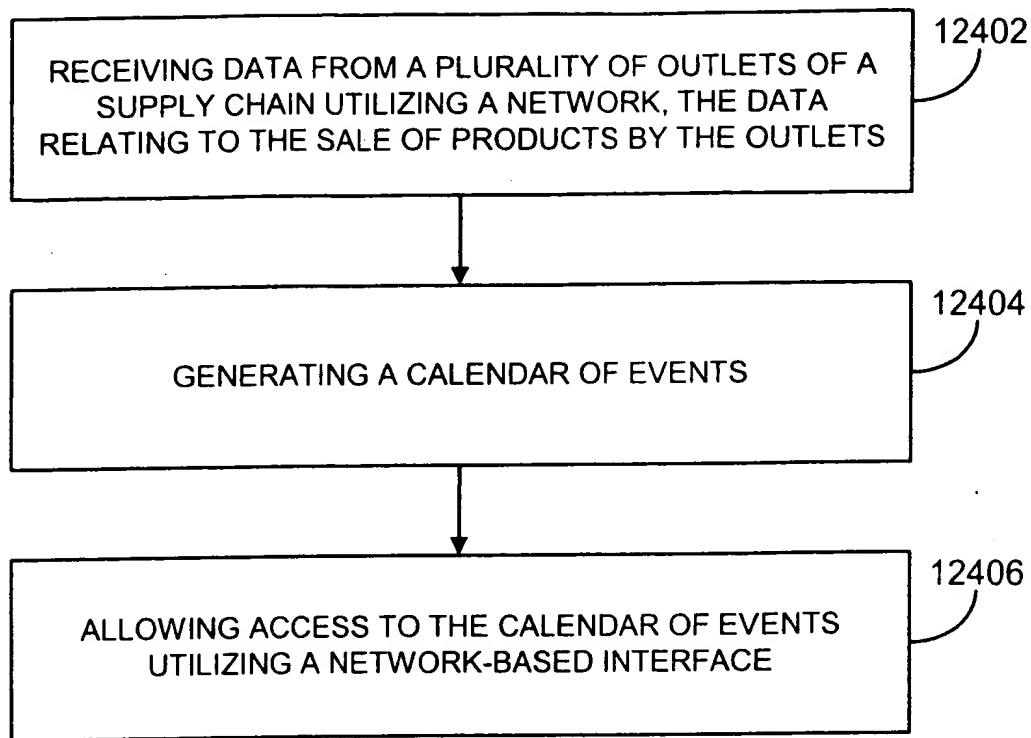 12402
RECEIVING DATA FROM A PLURALITY OF OUTLETS OF A
SUPPLY CHAIN UTILIZING A NETWORK, THE DATA
RELATING TO THE SALE OF PRODUCTS BY THE OUTLETS
12404
GENERATING A CALENDAR OF EVENTS
12406
ALLOWING ACCESS TO THE CALENDAR OF EVENTS
UTILIZING A NETWORK-BASED INTERFACE